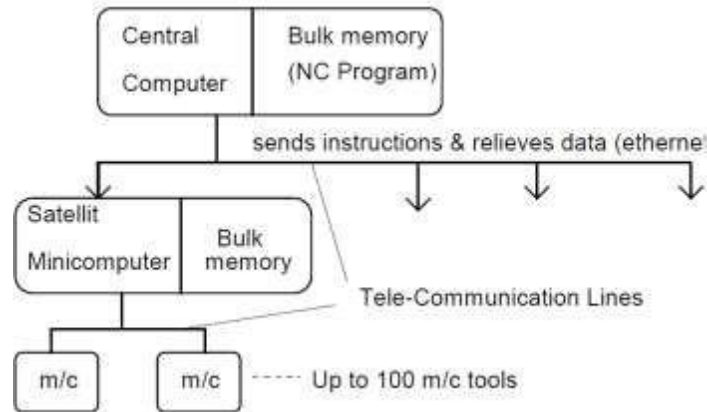 Central
Computer
Bulk memory
(NC Program)
sends instructions & relieves data (ethernet
Satellit
Minicomputer
Bulk
memory
Tele-Communication Lines
m/c
m/c
Up to 100 m/c tools